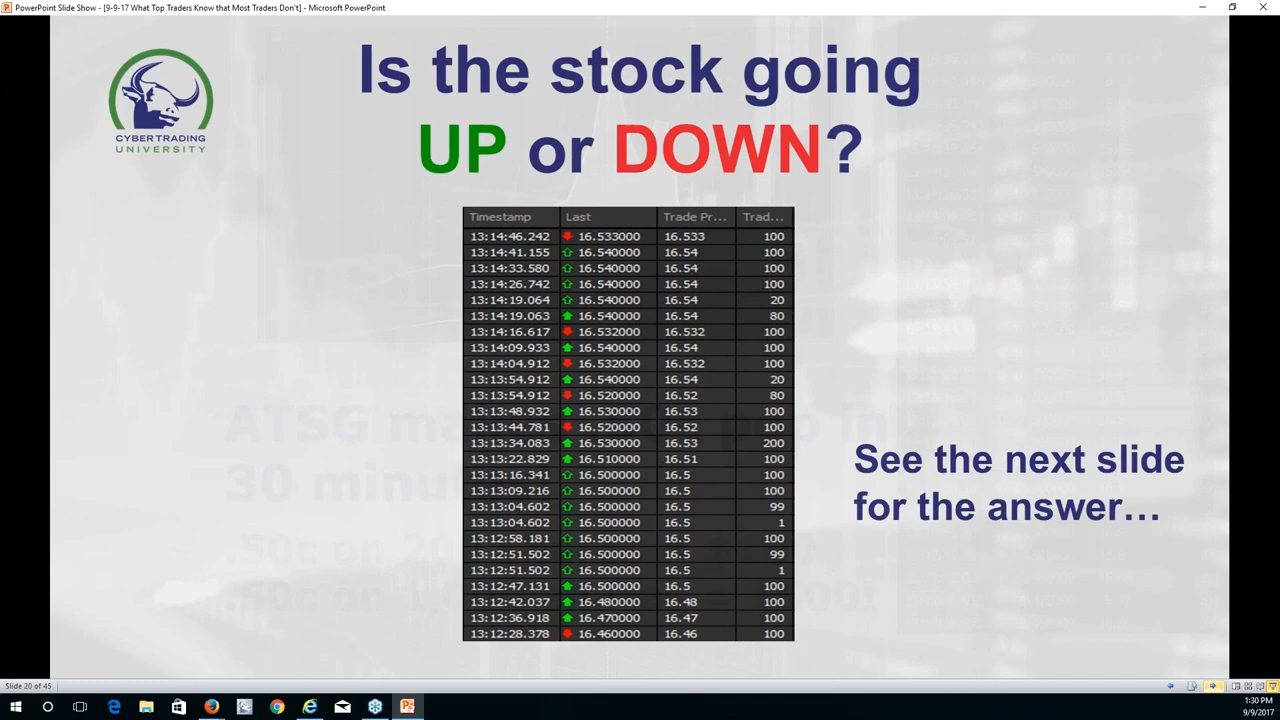 PowerPoint Slide Show - [9-9-17 What Top Traders Know that Most Traders Don't] - Microsoft PowerPoint
Is the stock going
UP or DOWN?
CYBERTRADING
UNIVERSITY
Timestamp Last Trade Pr... Trad...
13:14:46.242 16.533000 16.533 100
13:14:41.155 16.540000 16.54 100
13:14:33.580 16.540000 16.54 100
13:14:26.742 16.540000 16.54 100
13:14:19.064 16.540000 16.54 20
13:14:19.063 16.540000 16.54 80
13:14:16.617 16.532000 16.532 100
13:14:09.933 16.540000 16.54 100
13:14:04.912 16.532000 16.532 100
13:13:54.912 16.540000 16.54 20
13:13:54.912 16.520000 16.52 80
13:13:48.932 16.530000 16.53 100
13:13:44.781 16.520000 16.52 100
13:13:34.083 16.530000 16.53 200
13:13:22.829 16.510000 16.51 100
13:13:16.341 16.500000 16.5 100
13:13:09.216 16.500000 16.5 100
13:13:04.602 16.500000 16.5 99
13:13:04.602 16.500000 16.5 1
13:12:58.181 16.500000 16.5 100
13:12:51.502 16.500000 16.5 99
13:12:51.502 16.500000 16.5 1
13:12:47.131 16.500000 16.5 100
13:12:42.037 16.480000 16.48 100
13:12:36.918 16.470000 16.47 100
13:12:28.378 16.460000 16.46 100
ATSG
30
See the next slide
for the answer…
Slide 20 of 45
1:30 PM
9/9/2017